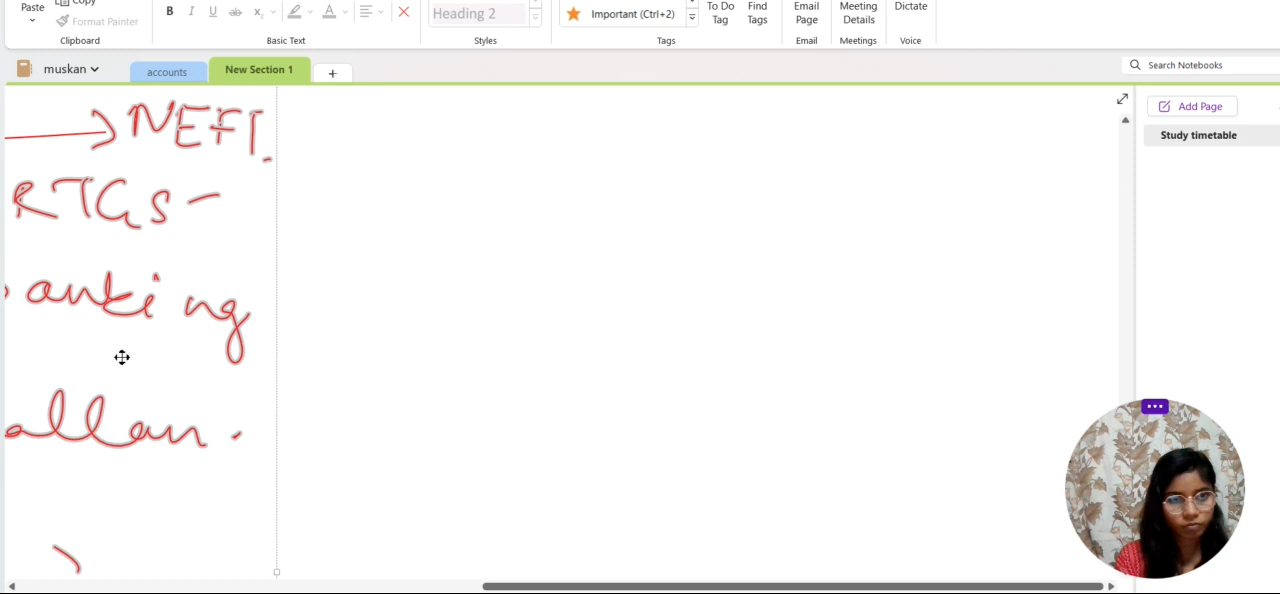 Paste
Copy
Format Painter
Clipboard
B I U ab x
A
Basic Text
Heading 2
Styles
Important (Ctrl+2)
To Do Tag
Find Tags
Tags
Email Page
Email
Meeting Details
Meetings
Dictate
Voice
muskan
accounts
New Section 1
+
Search Notebooks
Add Page
Study timetable
NEFT.
RTGS -
anking
allan.